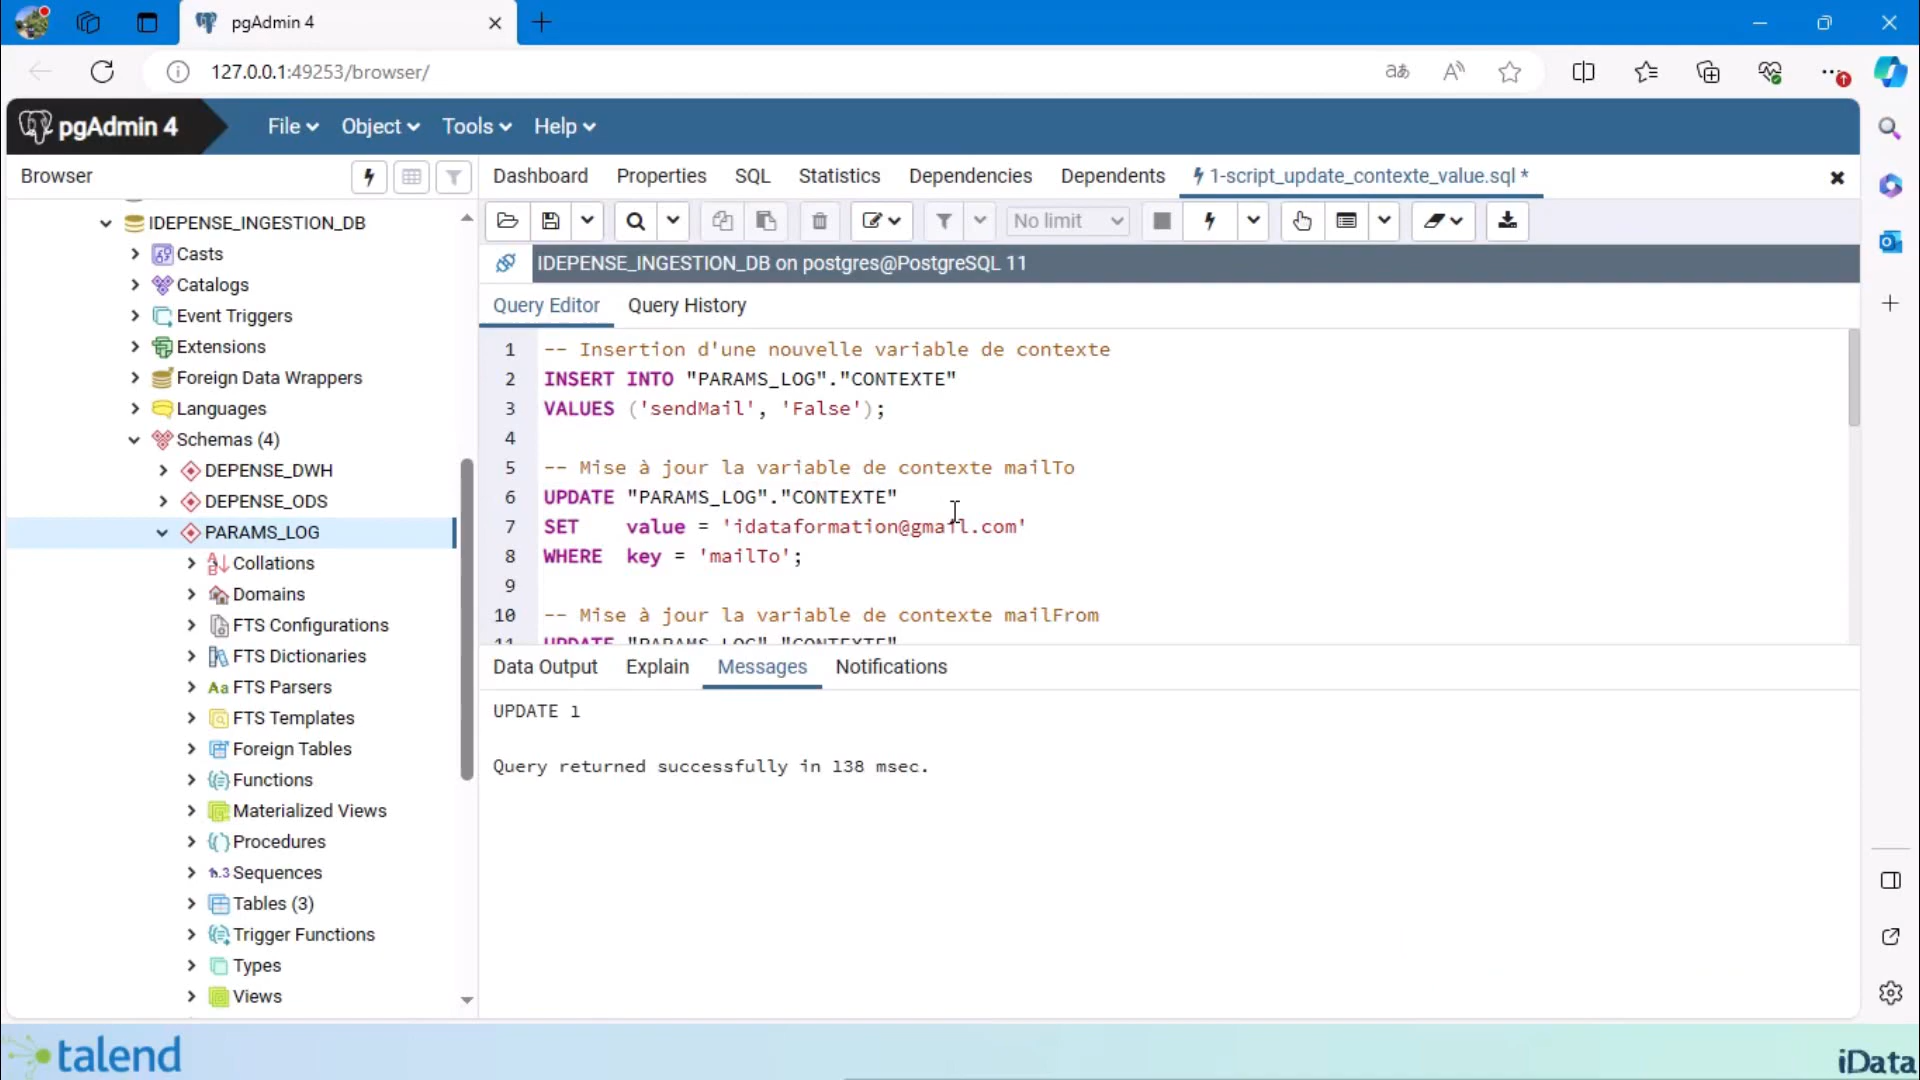 pgAdmin 4
127.0.0.1:49253/browser/
pgAdmin 4
File
Object
Tools
Help
Browser
Dashboard
Properties
SQL
Statistics
Dependencies
Dependents
1-script_update_contexte_value.sql *
No limit
IDEPENSE_INGESTION_DB on postgres@PostgreSQL 11
Query Editor
Query History
IDEPENSE_INGESTION_DB
Casts
Catalogs
Event Triggers
Extensions
Foreign Data Wrappers
Languages
Schemas (4)
DEPENSE_DWH
DEPENSE_ODS
PARAMS_LOG
Collations
Domains
FTS Configurations
FTS Dictionaries
Aa FTS Parsers
FTS Templates
Foreign Tables
Functions
Materialized Views
Procedures
1..3 Sequences
Tables (3)
Trigger Functions
Types
Views
1 -- Insertion d'une nouvelle variable de contexte
2 INSERT INTO "PARAMS_LOG"."CONTEXTE"
3 VALUES ('sendMail', 'False');
4
5 -- Mise à jour la variable de contexte mailTo
6 UPDATE "PARAMS_LOG"."CONTEXTE"
7 SET value = 'idataformation@gmail.com'
8 WHERE key = 'mailTo';
9
10 -- Mise à jour la variable de contexte mailFrom
11 UPDATE "PARAMS_LOG"."CONTEXTE"
Data Output
Explain
Messages
Notifications
UPDATE 1
Query returned successfully in 138 msec.
talend
iData